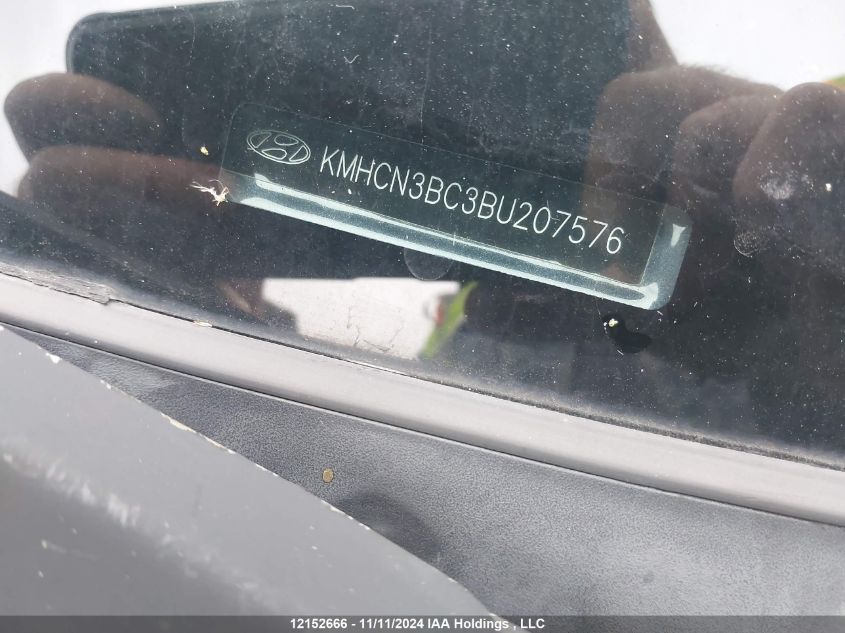 KMHCN3BC3BU207576
12152666 - 11/11/2024 IAA Holdings , LLC